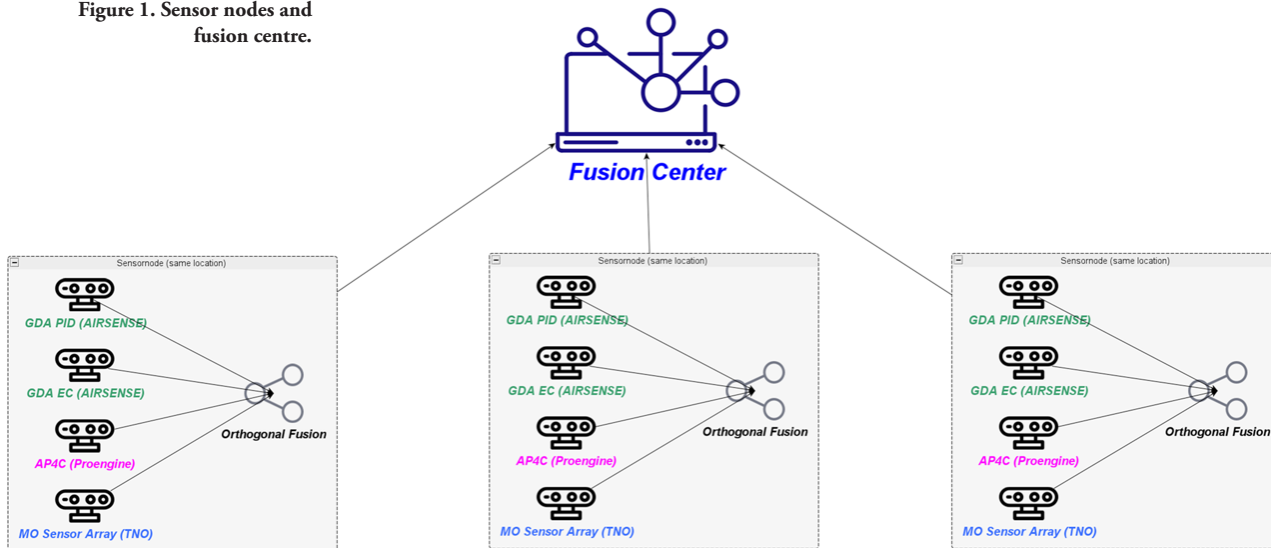 Figure 1. Sensor nodes and
fusion centre.
Fusion Center
Sensornode (same location)
GDA PID (AIRSENSE)
GDA EC (AIRSENSE)
AP4C (Proengine)
MO Sensor Array (TNO)
Orthogonal Fusion
Sensornode (same location)
GDA PID (AIRSENSE)
GDA EC (AIRSENSE)
AP4C (Proengine)
MO Sensor Array (TNO)
Orthogonal Fusion
Sensornode (same location)
GDA PID (AIRSENSE)
GDA EC (AIRSENSE)
AP4C (Proengine)
MO Sensor Array (TNO)
Orthogonal Fusion